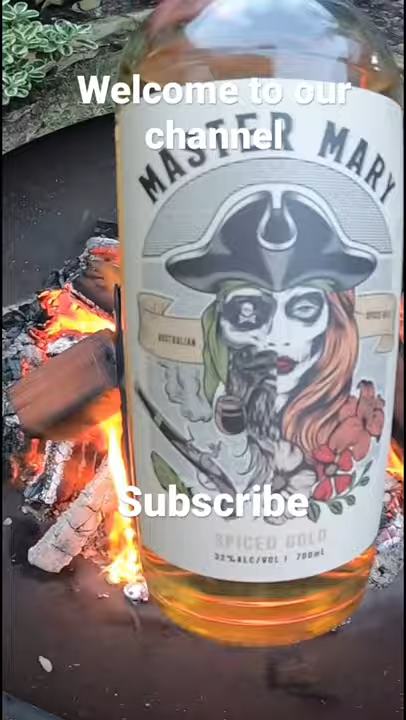 Welcome to our
channel
MASTER MARY
AUSTRALIAN
SPICED GOLD
Subscribe
SPICED GOLD
32%ALC/VOL | 700mL